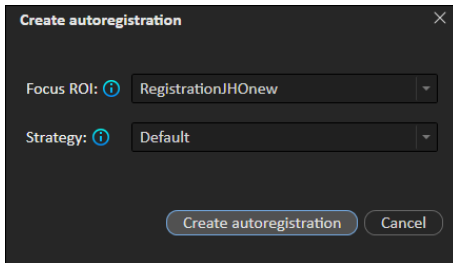 Create autoregistration
Focus ROI: RegistrationJHOnew
Strategy: Default
Create autoregistration Cancel